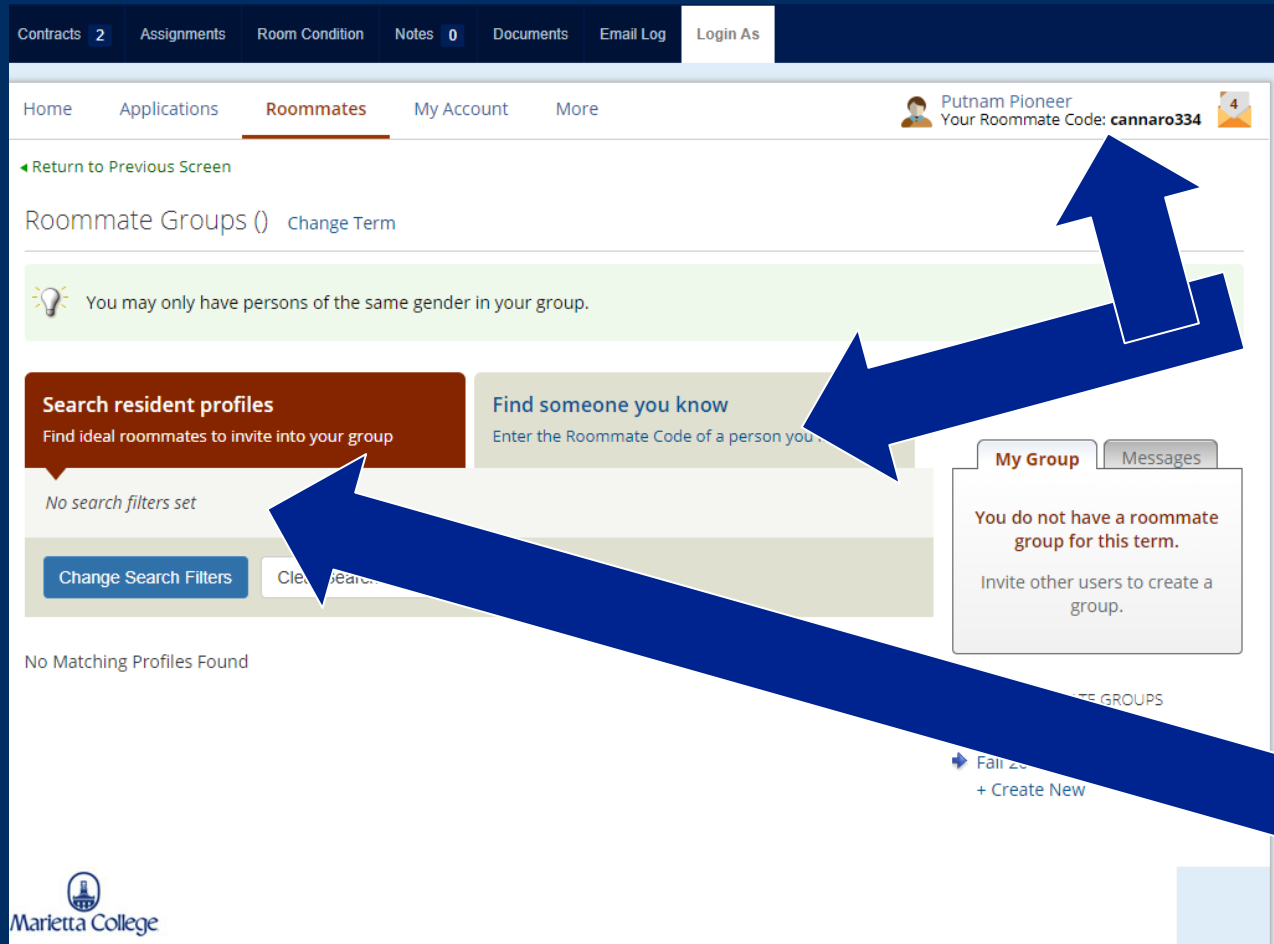 Contracts 2 Assignments Room Condition Notes 0 Documents Email Log Login As
Home Applications Roommates My Account More
Putnam Pioneer 4
Your Roommate Code: cannaro334
◂ Return to Previous Screen
Roommate Groups () Change Term
You may only have persons of the same gender in your group.
Search resident profiles
Find ideal roommates to invite into your group
Find someone you know
Enter the Roommate Code of a person you
No search filters set
Change Search Filters
My Group Messages
You do not have a roommate
group for this term.
Invite other users to create a
group.
No Matching Profiles Found
GROUPS
Fall
+ Create New
Marietta College